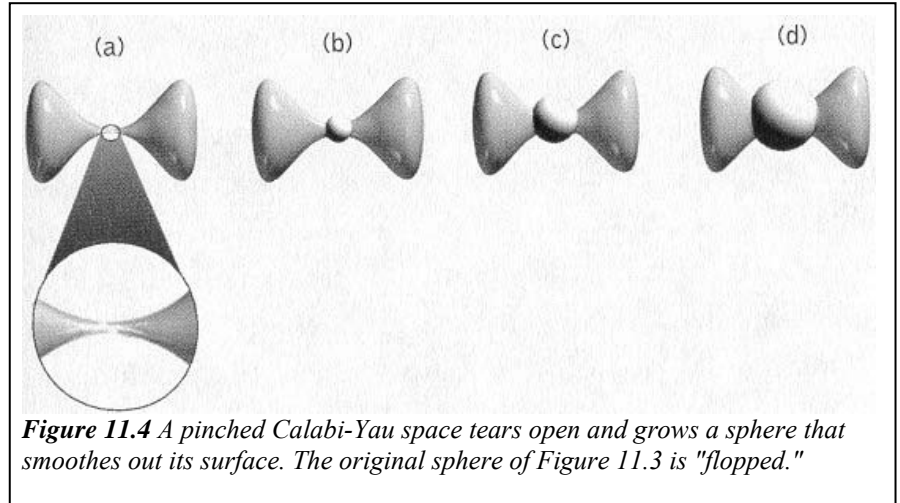 (a) (b) (c) (d)
Figure 11.4 A pinched Calabi-Yau space tears open and grows a sphere that
smoothes out its surface. The original sphere of Figure 11.3 is "flopped."